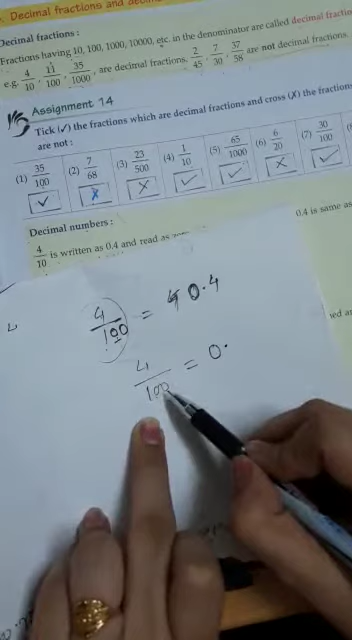 Decimal fractions and decim
Decimal fractions :
Fractions having 10, 100, 1000, 10000, etc. in the denominator are called decimal fractio
e.g. 4/10, 11/100, 35/1000, are decimal fractions. 2/45, 7/30, 37/58 are not decimal fractions.
Assignment 14
Tick (✓) the fractions which are decimal fractions and cross (X) the fractions
are not :
(1) 35/100 (2) 7/68 (3) 23/500 (4) 1/10 (5) 65/1000 (6) 6/20 (7) 30/100
✓ X X ✓ ✓ X ✓
Decimal numbers :
4/10 is written as 0.4 and read as
0.4 is same as
4/100 = 0.4
ed as
4/100 = 0.